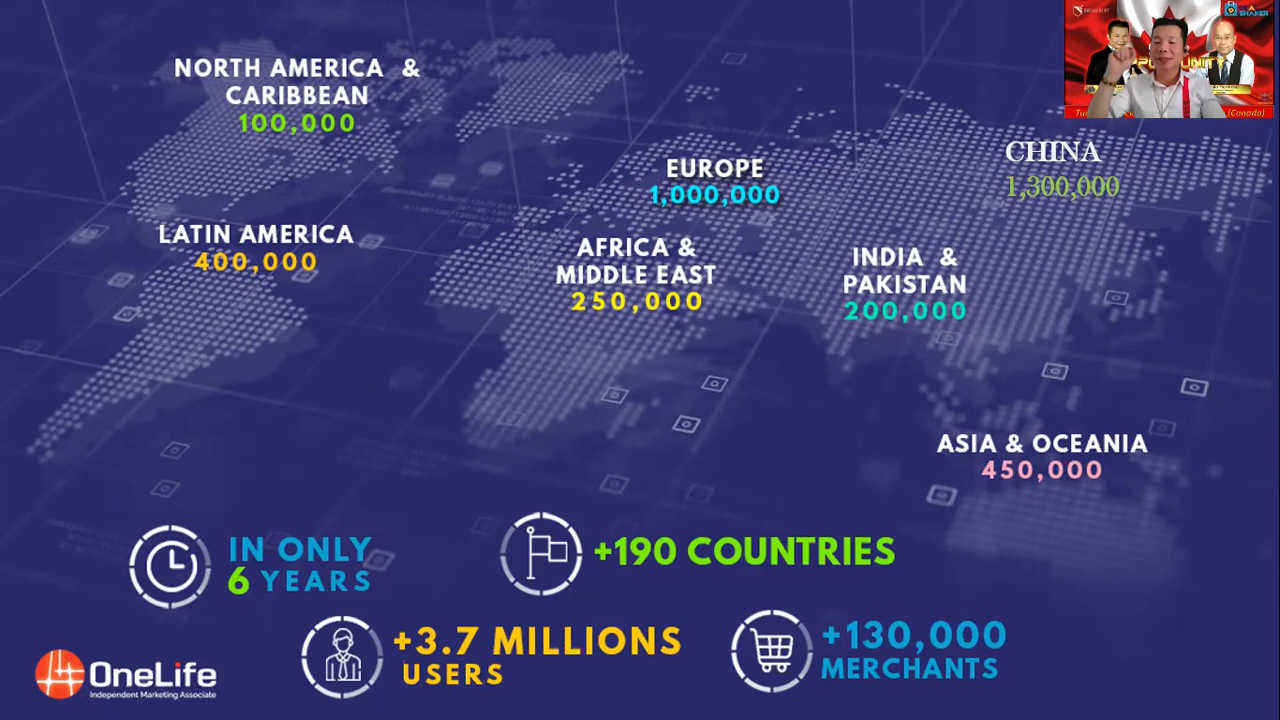 NORTH AMERICA &
CARIBBEAN
100,000
EUROPE
1,000,000
CHINA
1,300,000
LATIN AMERICA
400,000
AFRICA &
MIDDLE EAST
250,000
INDIA &
PAKISTAN
200,000
ASIA & OCEANIA
450,000
IN ONLY
6 YEARS
+190 COUNTRIES
+3.7 MILLIONS
USERS
+130,000
MERCHANTS
OneLife
Independent Marketing Associate
SHAKER
(Canada)